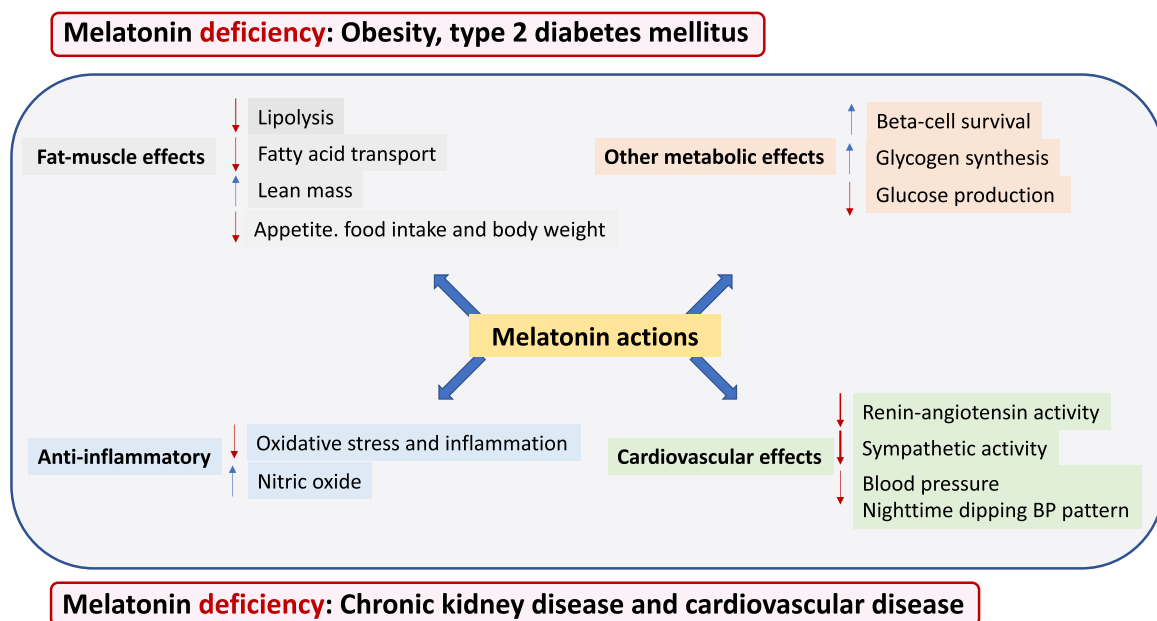 Melatonin deficiency: Obesity, type 2 diabetes mellitus
Fat-muscle effects
Lipolysis
Fatty acid transport
Lean mass
Appetite. food intake and body weight
Other metabolic effects
Beta-cell survival
Glycogen synthesis
Glucose production
Melatonin actions
Anti-inflammatory
Oxidative stress and inflammation
Nitric oxide
Cardiovascular effects
Renin-angiotensin activity
Sympathetic activity
Blood pressure
Nighttime dipping BP pattern
Melatonin deficiency: Chronic kidney disease and cardiovascular disease